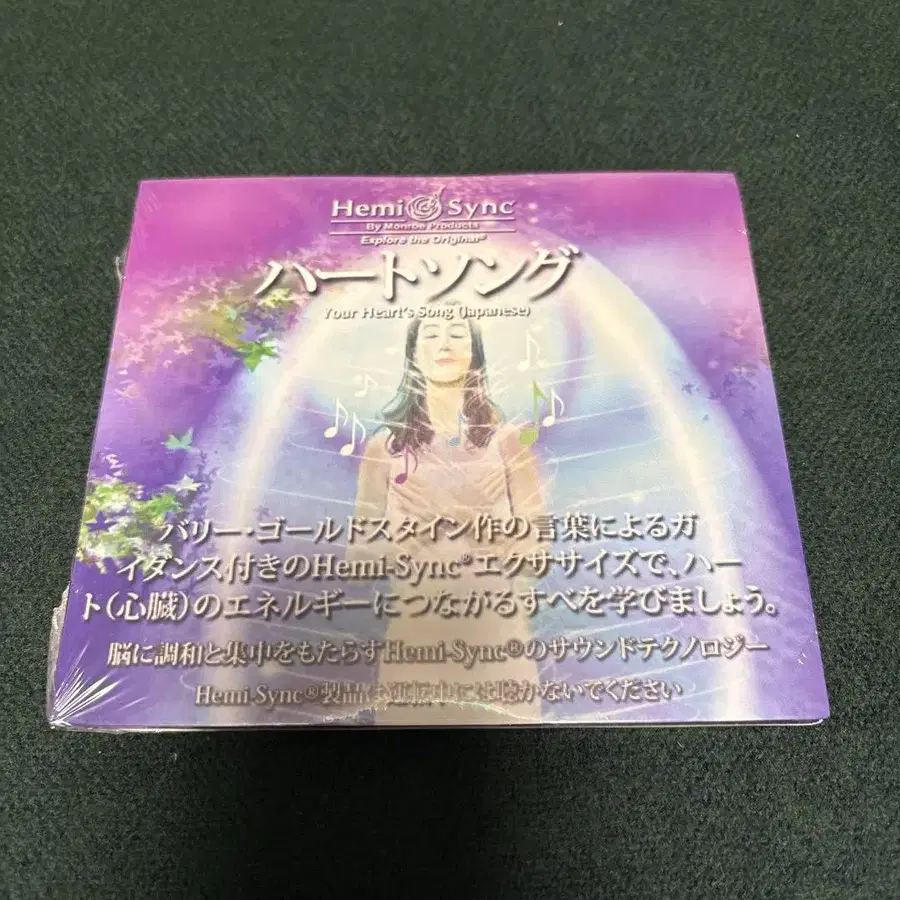 Hemi Sync
By Monroe Products
Explore the Original®
ハートソング
Your Heart's Song (Japanese)
バリー・ゴールドスタイン作の言葉によるガ
イダンス付きのHemi-Sync®エクササイズで、ハー
ト(心臓)のエネルギーにつながるすべを学びましょう。
脳に調和と集中をもたらすHemi-Sync®のサウンドテクノロジー
Hemi-Sync®製品は運転中には聴かないでください